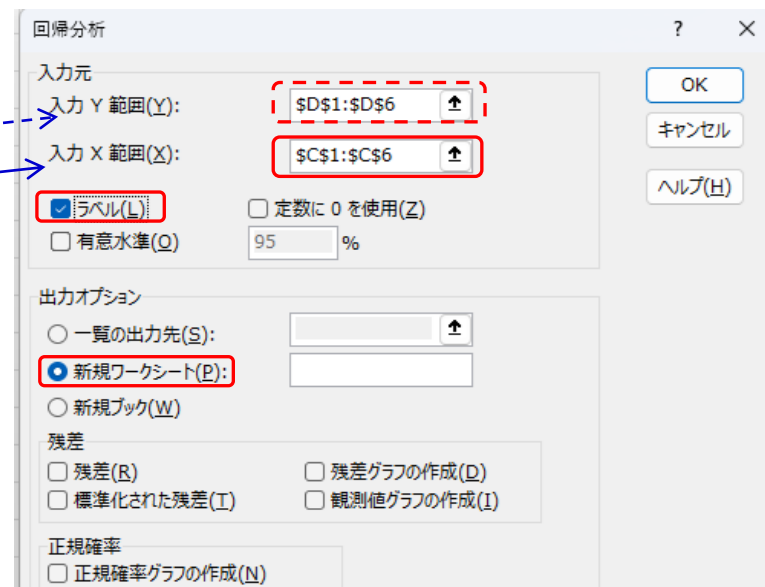 回帰分析 ? ×
入力元
入力 Y 範囲(Y): $D$1:$D$6
OK
キャンセル
入力 X 範囲(X): $C$1:$C$6
ヘルプ(H)
ラベル(L) 定数に 0 を使用(Z)
有意水準(O) 95 %
出力オプション
一覧の出力先(S):
新規ワークシート(P):
新規ブック(W)
残差
残差(R) 残差グラフの作成(D)
標準化された残差(T) 観測値グラフの作成(I)
正規確率
正規確率グラフの作成(N)